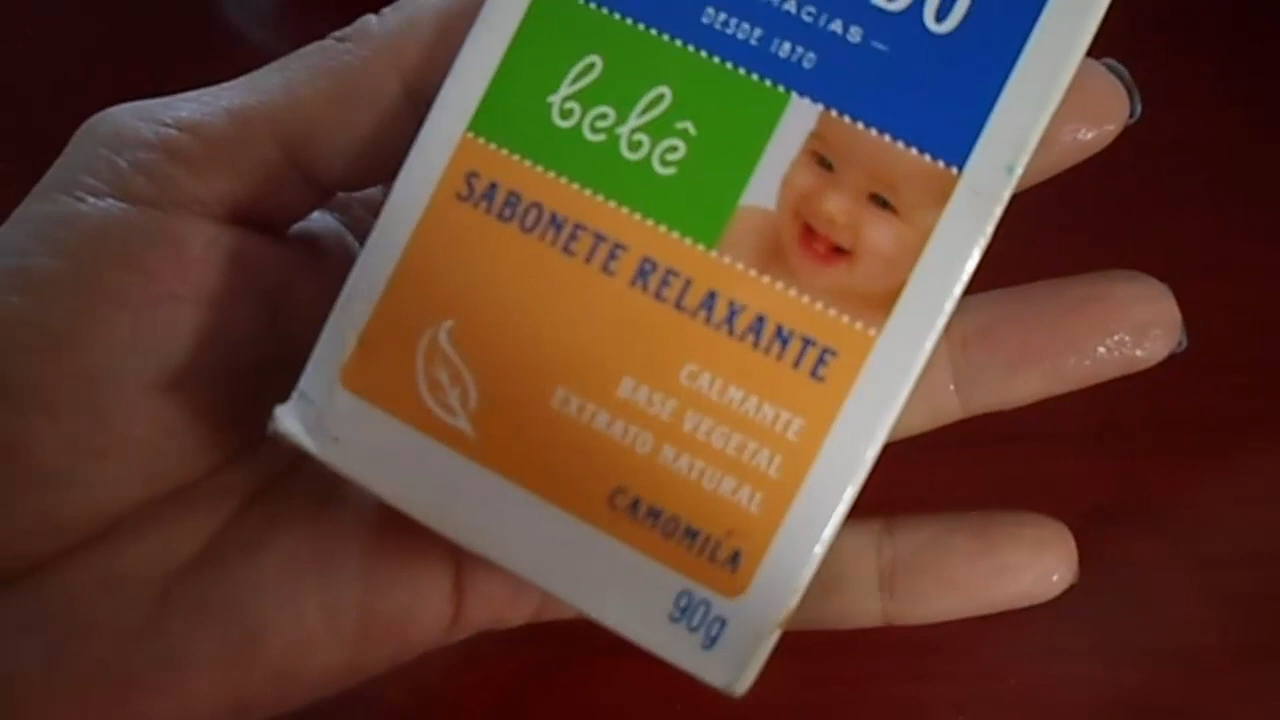 DESDE 1870
bebê
SABONETE RELAXANTE
CALMANTE
BASE VEGETAL
EXTRATO NATURAL
CAMOMILA
90g